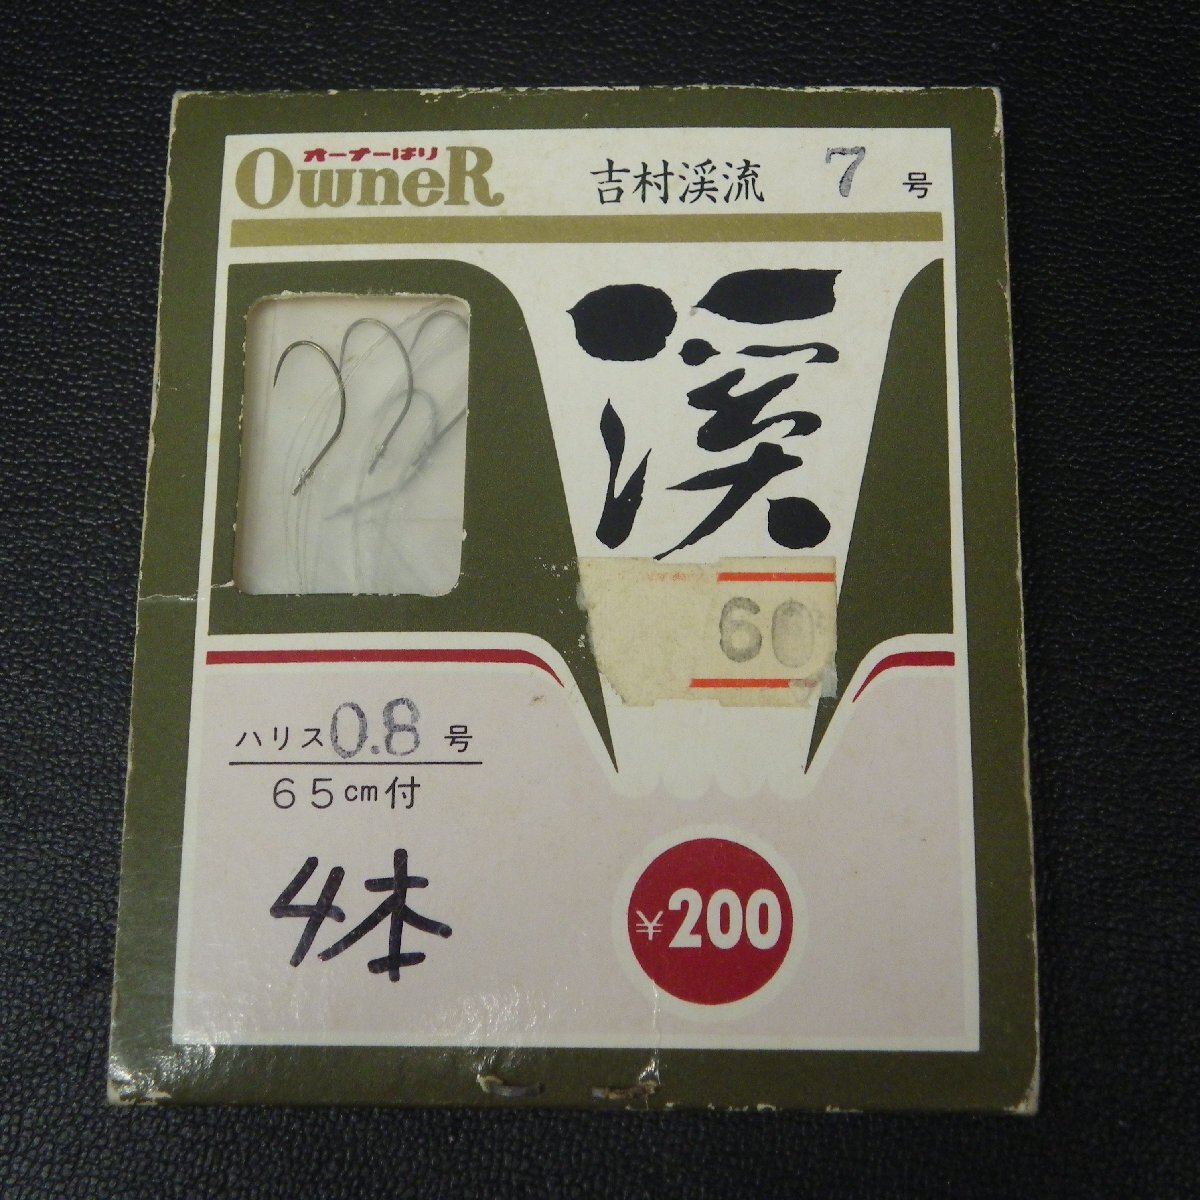 オーナーばり
OwneR
吉村渓流 7 号
渓
60
ハリス0.8号
65cm付
4本
¥200